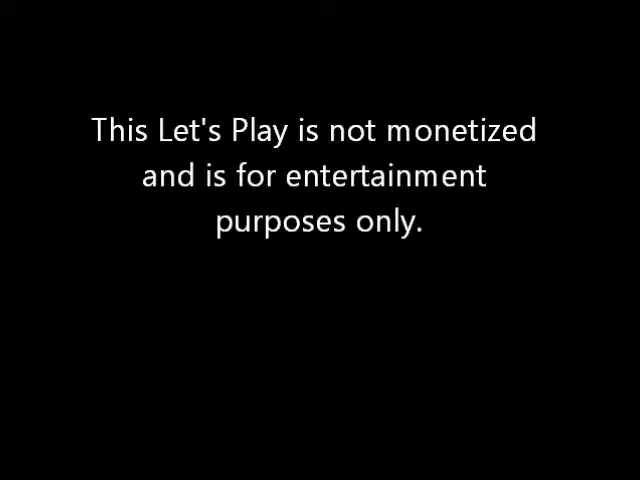 This Let's Play is not monetized
and is for entertainment
purposes only.